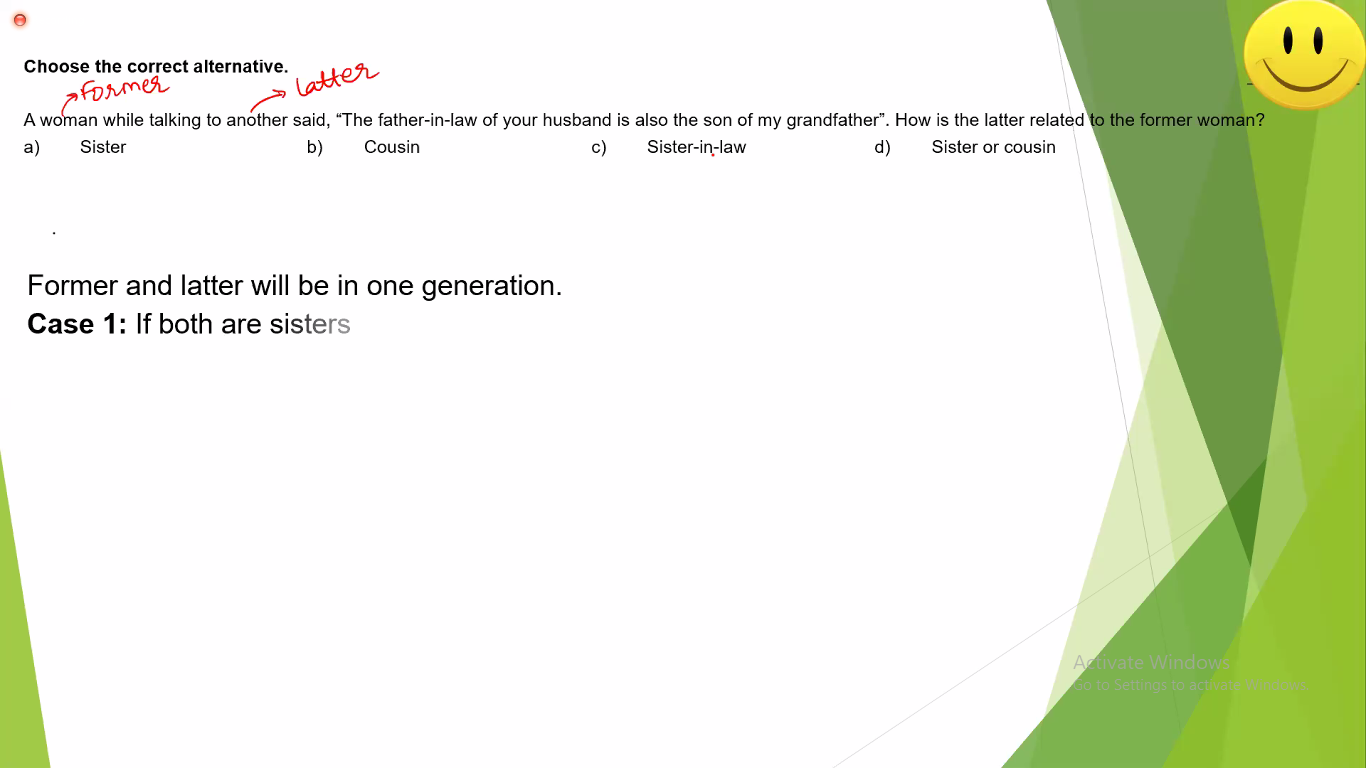 Choose the correct alternative.
Former
latter
A woman while talking to another said, “The father-in-law of your husband is also the son of my grandfather”. How is the latter related to the former woman?
a) Sister b) Cousin c) Sister-in-law d) Sister or cousin
.
Former and latter will be in one generation.
Case 1: If both are sisters
Activate Windows
Go to Settings to activate Windows.